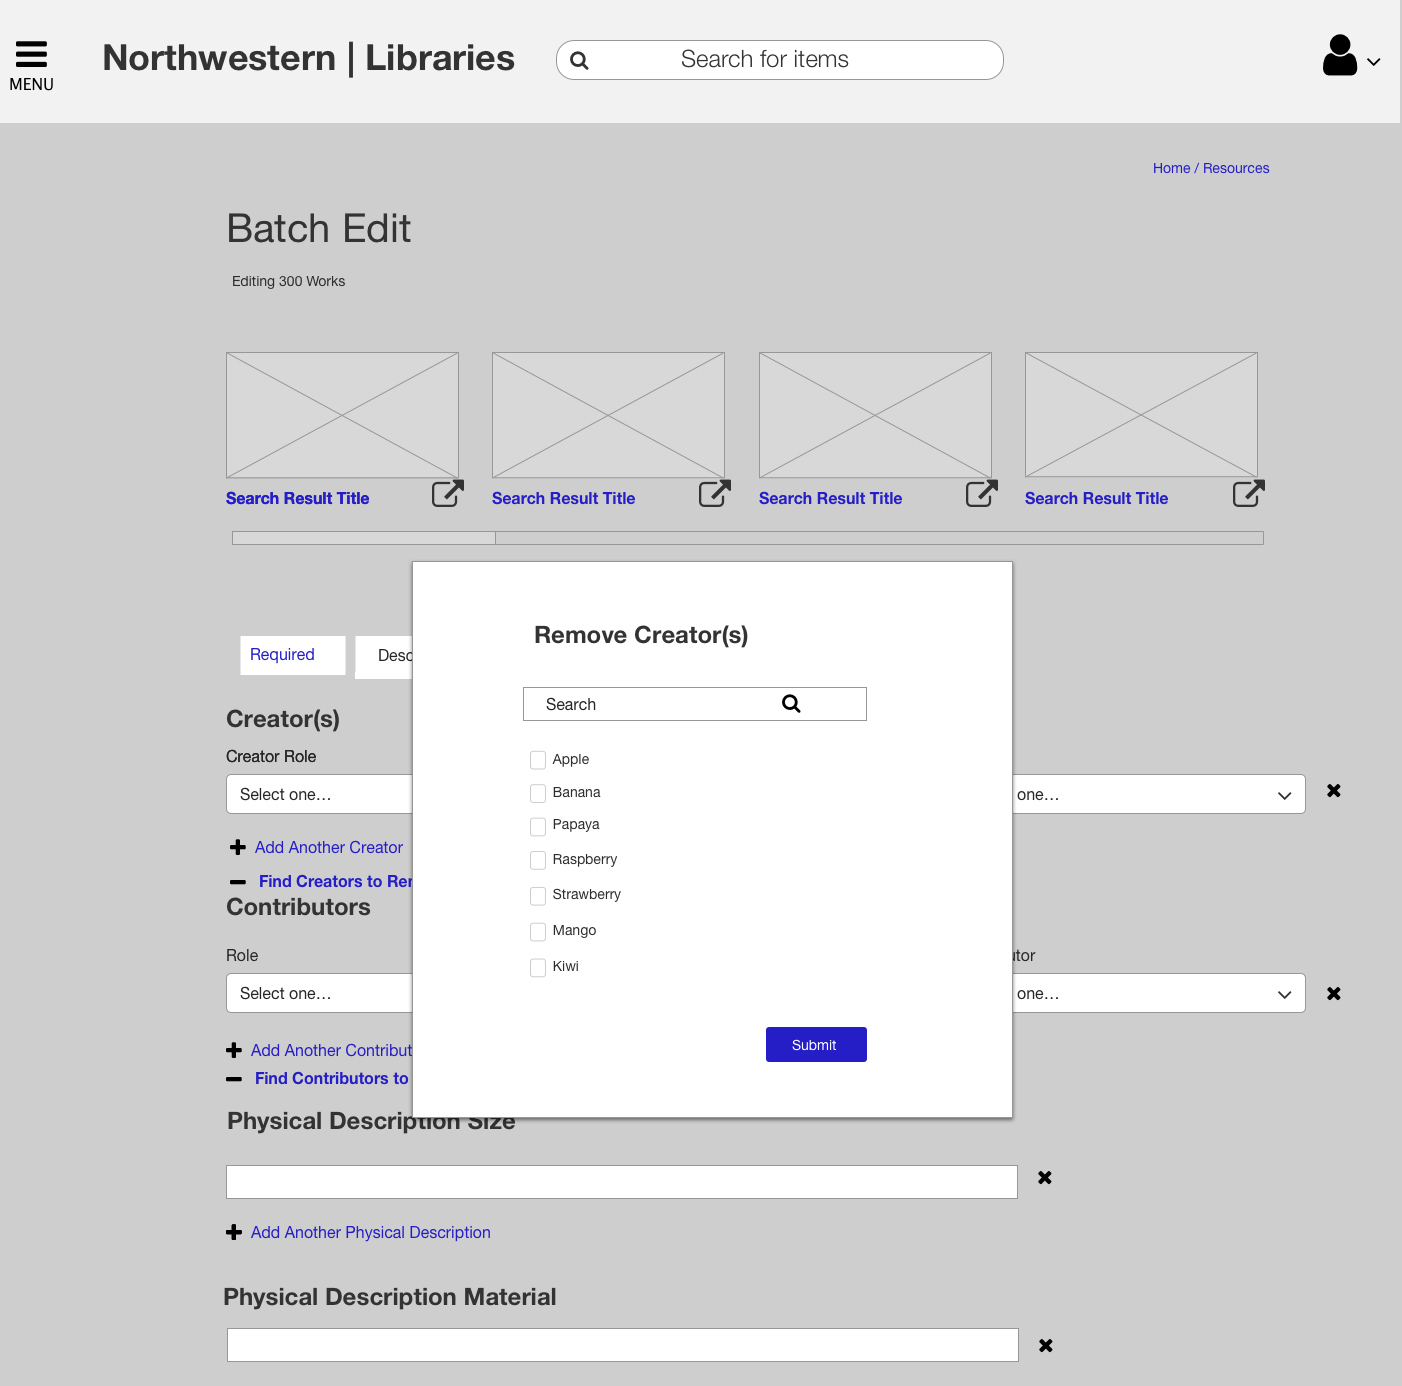 MENU
Northwestern | Libraries
Search for items
Home / Resources
Batch Edit
Editing 300 Works
Search Result Title
Search Result Title
Search Result Title
Search Result Title
Remove Creator(s)
Search
Apple
Banana
Papaya
Raspberry
Strawberry
Mango
Kiwi
Submit
Required
Desc
Creator(s)
Creator Role
Select one...
one...
Add Another Creator
Find Creators to Rem
Contributors
Role
utor
Select one...
one...
Add Another Contribut
Find Contributors to
Physical Description Size
Add Another Physical Description
Physical Description Material